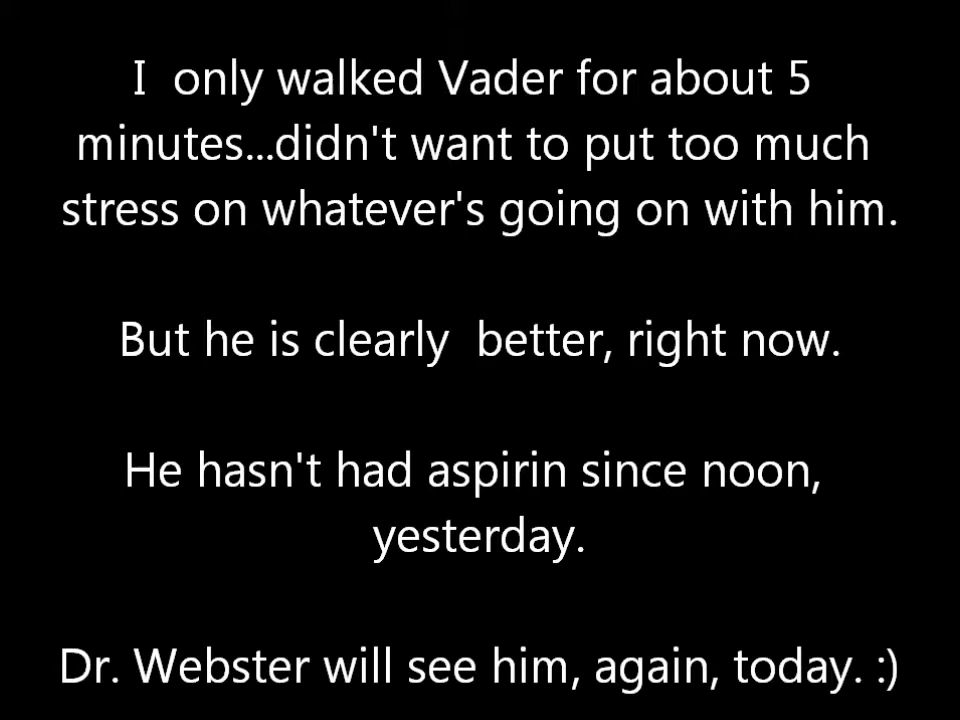 I  only walked Vader for about 5
minutes...didn't want to put too much
stress on whatever's going on with him.
But he is clearly  better, right now.
He hasn't had aspirin since noon,
yesterday.
Dr. Webster will see him, again, today. :)